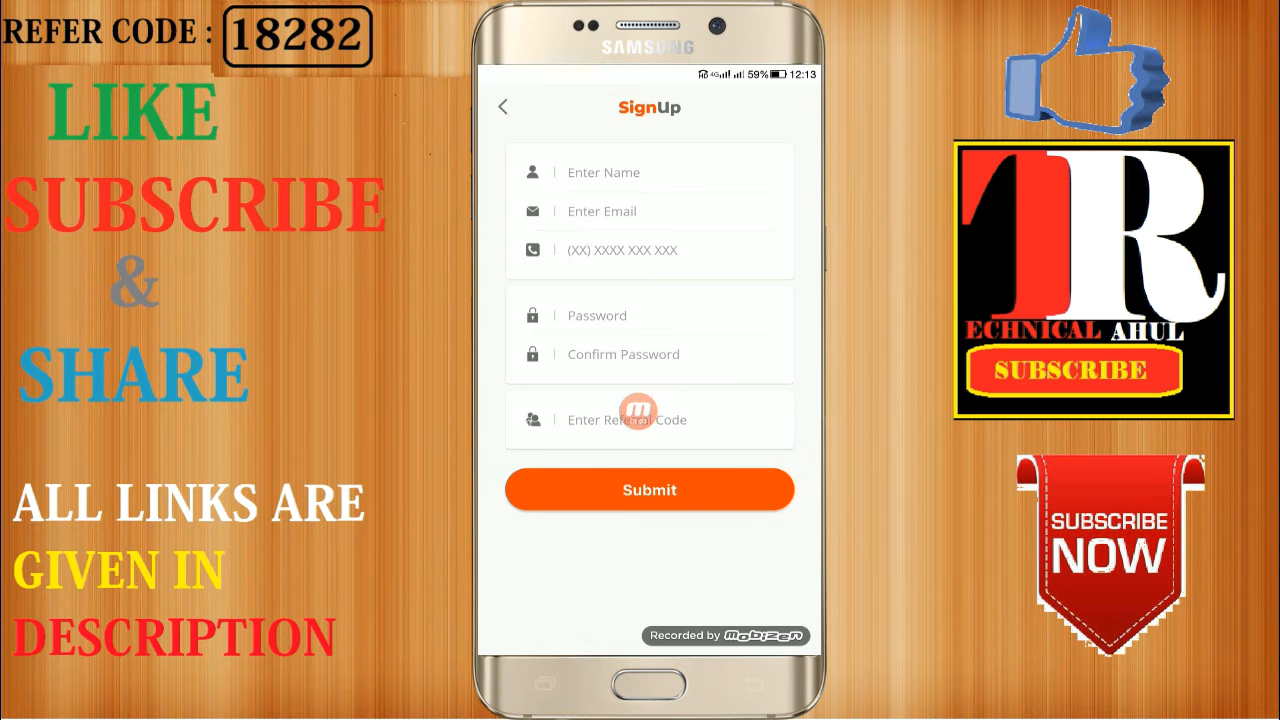 REFER CODE : 18282
LIKE
SUBSCRIBE
&
SHARE
ALL LINKS ARE
GIVEN IN
DESCRIPTION
SAMSUNG
4G 59% 12:13
SignUp
Enter Name
Enter Email
(XX) XXXX XXX XXX
Password
Confirm Password
Enter Referral Code
Submit
Recorded by mobizen
TR
ECHNICAL AHUL
SUBSCRIBE
SUBSCRIBE
NOW